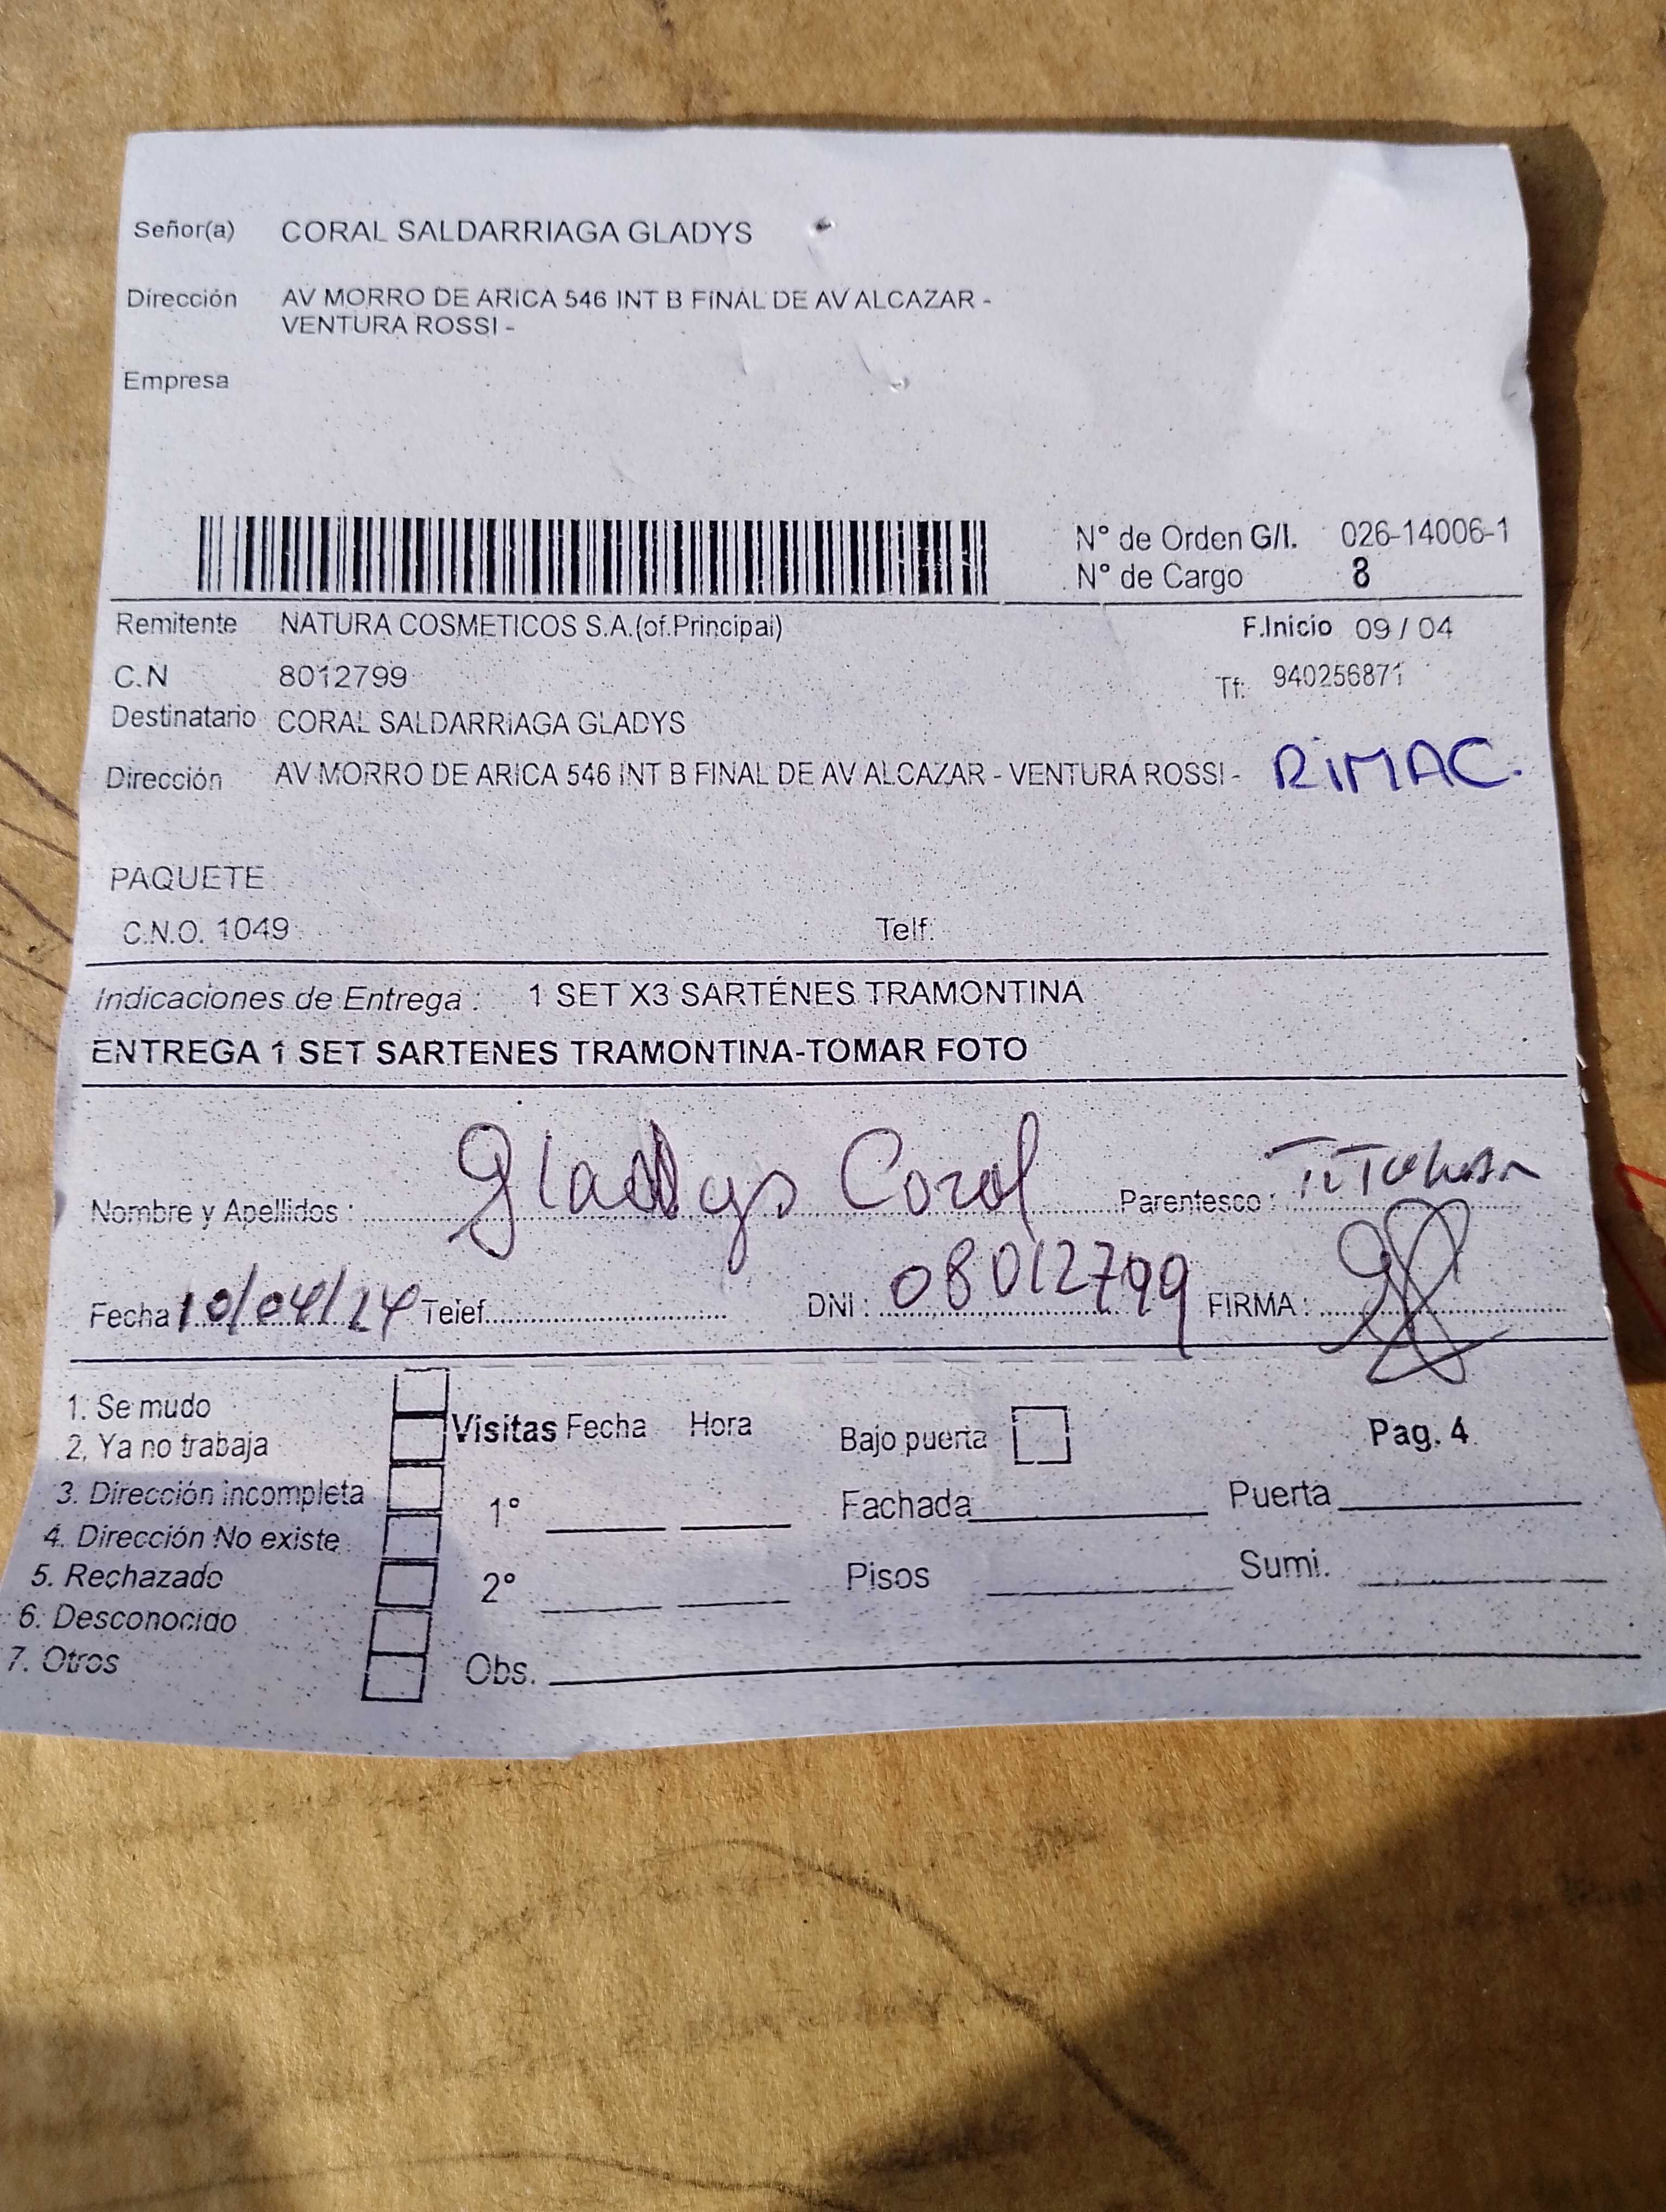 Señor(a) CORAL SALDARRIAGA GLADYS
Dirección AV MORRO DE ARICA 546 INT B FINAL DE AV ALCAZAR -
VENTURA ROSSI -
Empresa
N° de Orden G/I. 026-14006-1
N° de Cargo 8
Remitente NATURA COSMETICOS S.A.(of.Principal) F.Inicio 09 / 04
C.N 8012799 Tf: 940256871
Destinatario CORAL SALDARRIAGA GLADYS
Dirección AV MORRO DE ARICA 546 INT B FINAL DE AV ALCAZAR - VENTURA ROSSI - RIMAC.
PAQUETE
C.N.O. 1049 Telf:
Indicaciones de Entrega : 1 SET X3 SARTENES TRAMONTINA
ENTREGA 1 SET SARTENES TRAMONTINA-TOMAR FOTO
Nombre y Apellidos : Gladys Coral Parentesco :
Fecha 10/04/24 Telef. DNI : 08012799 FIRMA :
1. Se mudo
2. Ya no trabaja
3. Dirección incompleta
4. Dirección No existe
5. Rechazado
6. Desconocido
7. Otros
Visitas Fecha Hora
1°
2°
Obs.
Bajo puerta Pag. 4
Fachada Puerta
Pisos Sumi.